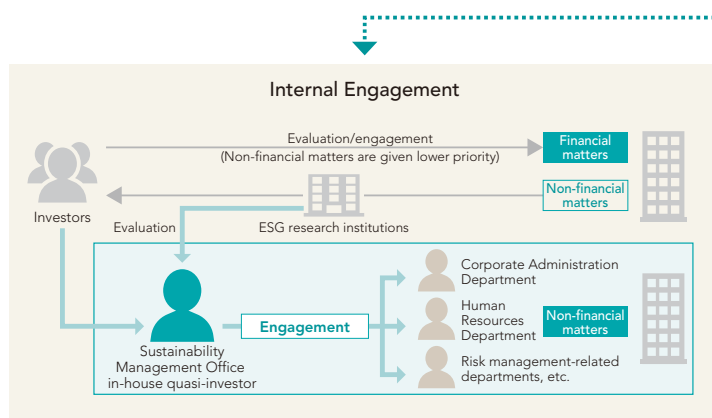 Internal Engagement
Evaluation/engagement
(Non-financial matters are given lower priority)
Financial
matters
Non-financial
matters
Investors
Evaluation
ESG research institutions
Corporate Administration
Department
Human
Resources
Department
Non-financial
matters
Engagement
Sustainability
Management Office
in-house quasi-investor
Risk management-related
departments, etc.